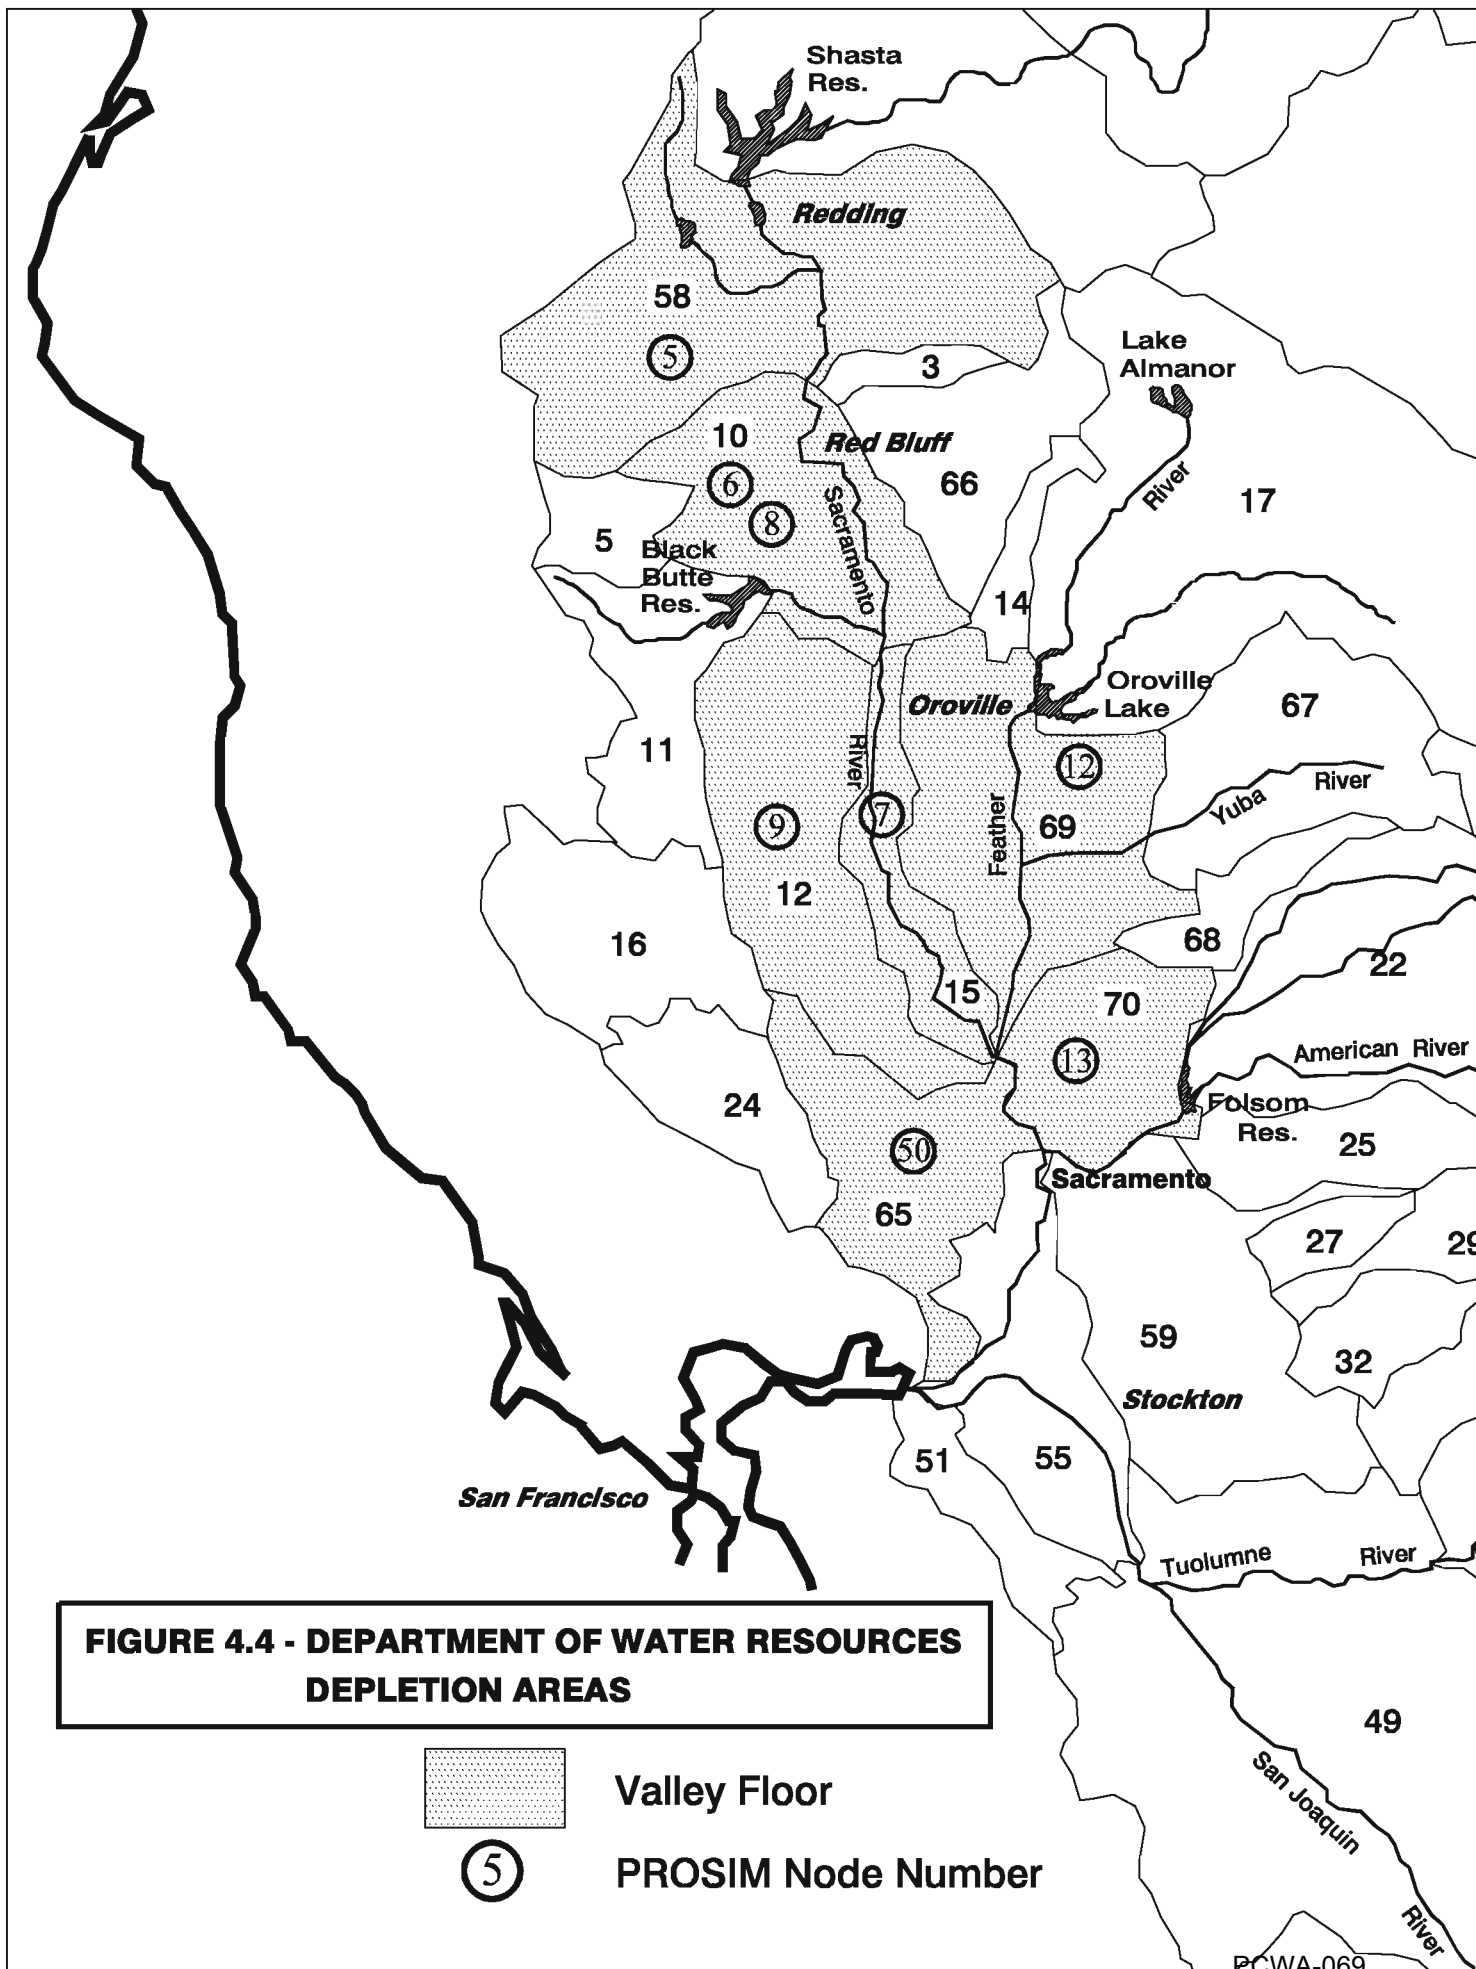 Shasta
Res.
Redding
58
5
3
Lake
Almanor
10
Red Bluff
6
66
River
17
8
Sacramento
5
Black
Butte
Res.
14
Oroville
Lake
Oroville
67
11
River
12
River
Yuba
7
9
Feather
69
12
16
68
22
15
70
American River
13
24
Folsom
Res.
25
50
Sacramento
65
27
29
59
32
Stockton
51
55
San Francisco
Tuolumne
River
FIGURE 4.4 - DEPARTMENT OF WATER RESOURCES
DEPLETION AREAS
49
San Joaquin
River
Valley Floor
5
PROSIM Node Number
PCWA-069